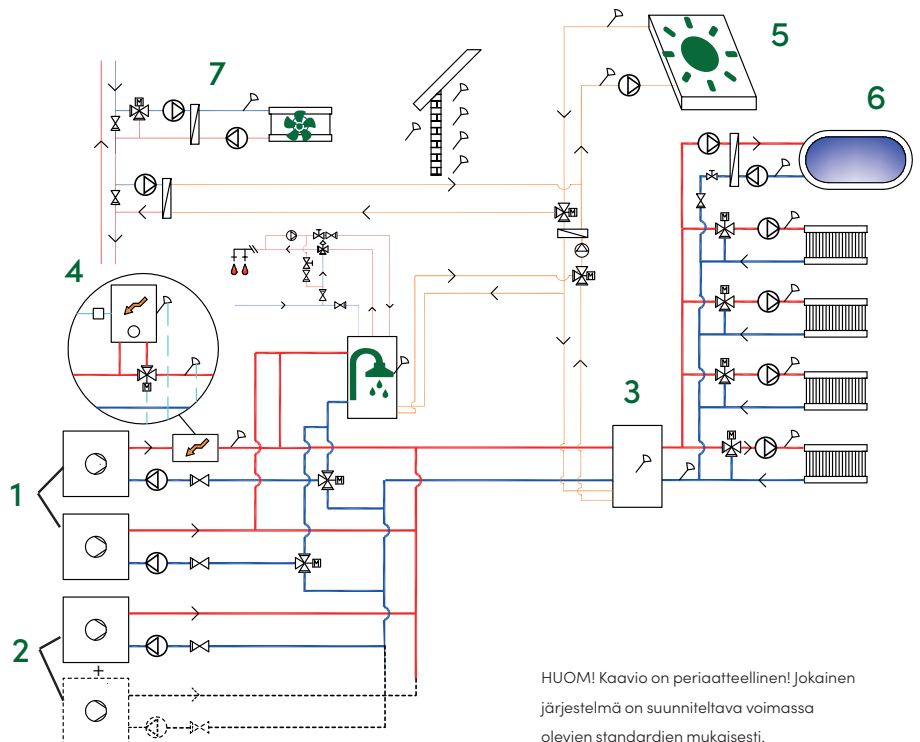 7
5
6
M
M
M
M
M
4
M
3
M
M
M
1
M
M
2
+
HUOM! Kaavio on periaatteellinen! Jokainen
järjestelmä on suunniteltava voimassa
olevien standardien mukaisesti.